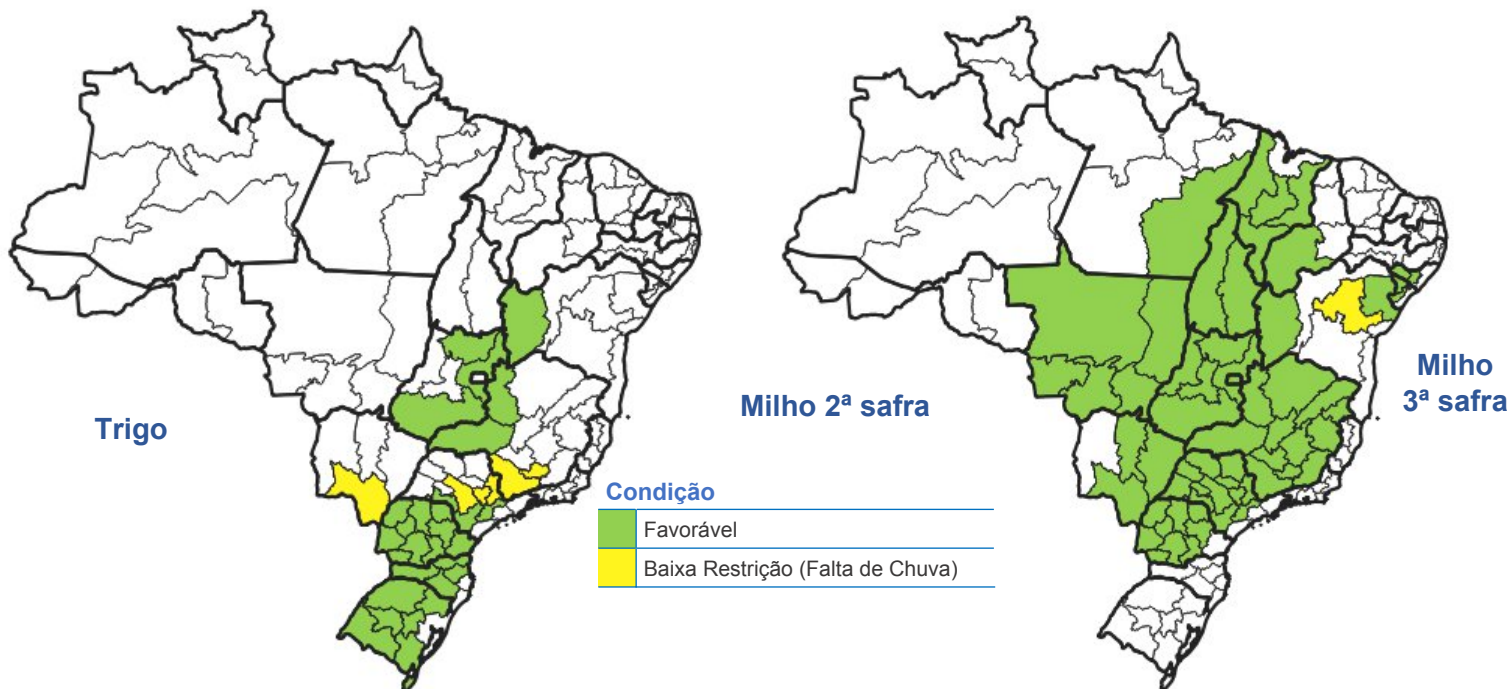 Trigo
Milho 2ª safra
Milho
3ª safra
Condição
Favorável
Baixa Restrição (Falta de Chuva)